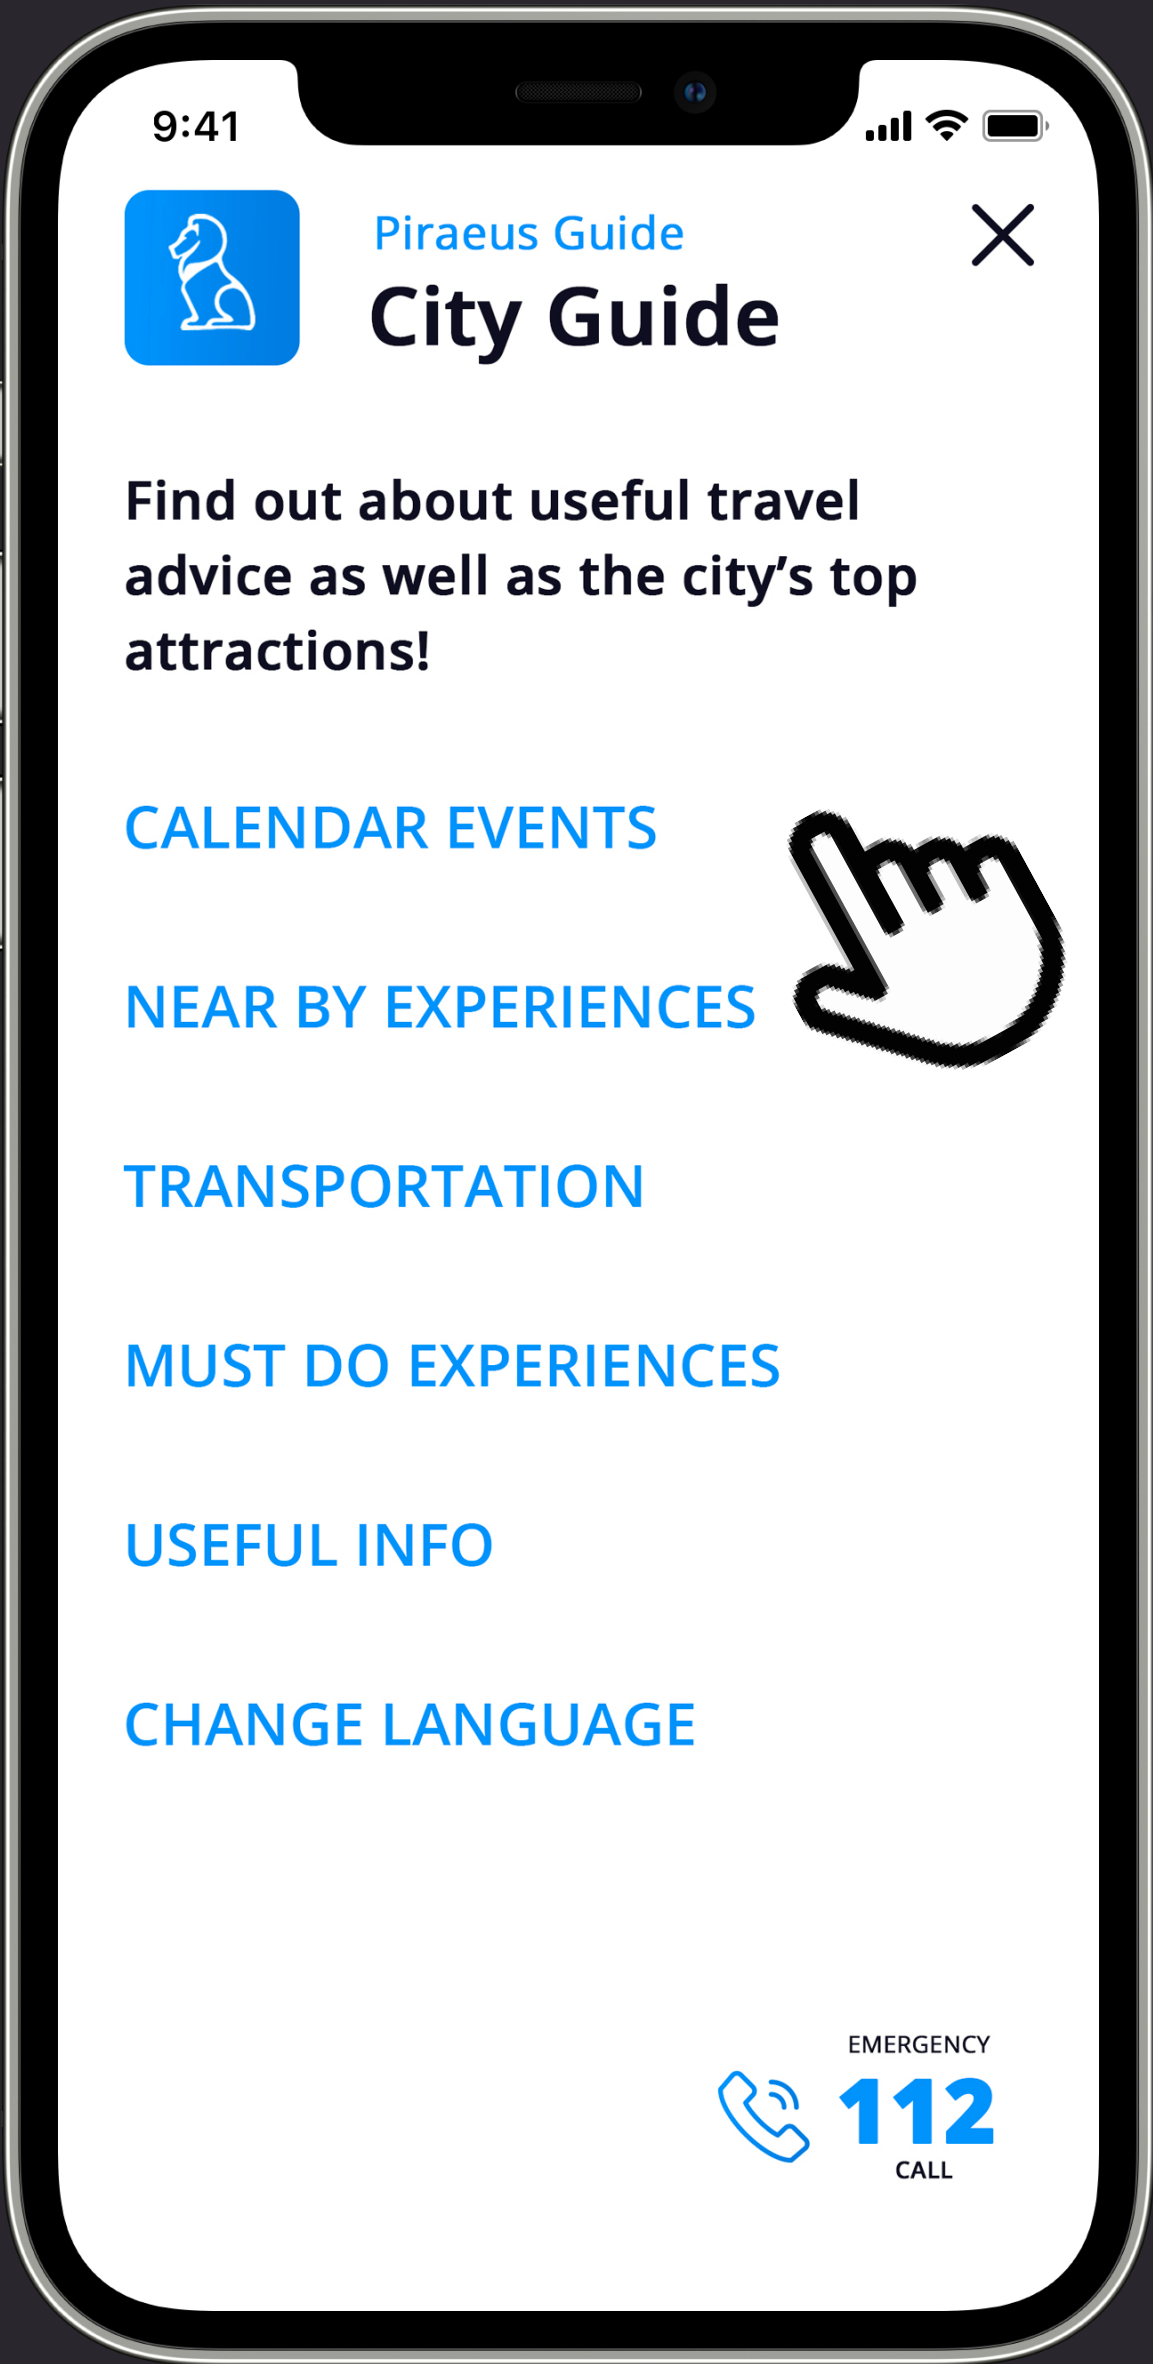 9:41
Piraeus Guide
City Guide
Find out about useful travel
advice as well as the city’s top
attractions!
CALENDAR EVENTS
NEAR BY EXPERIENCES
TRANSPORTATION
MUST DO EXPERIENCES
USEFUL INFO
CHANGE LANGUAGE
EMERGENCY
112
CALL